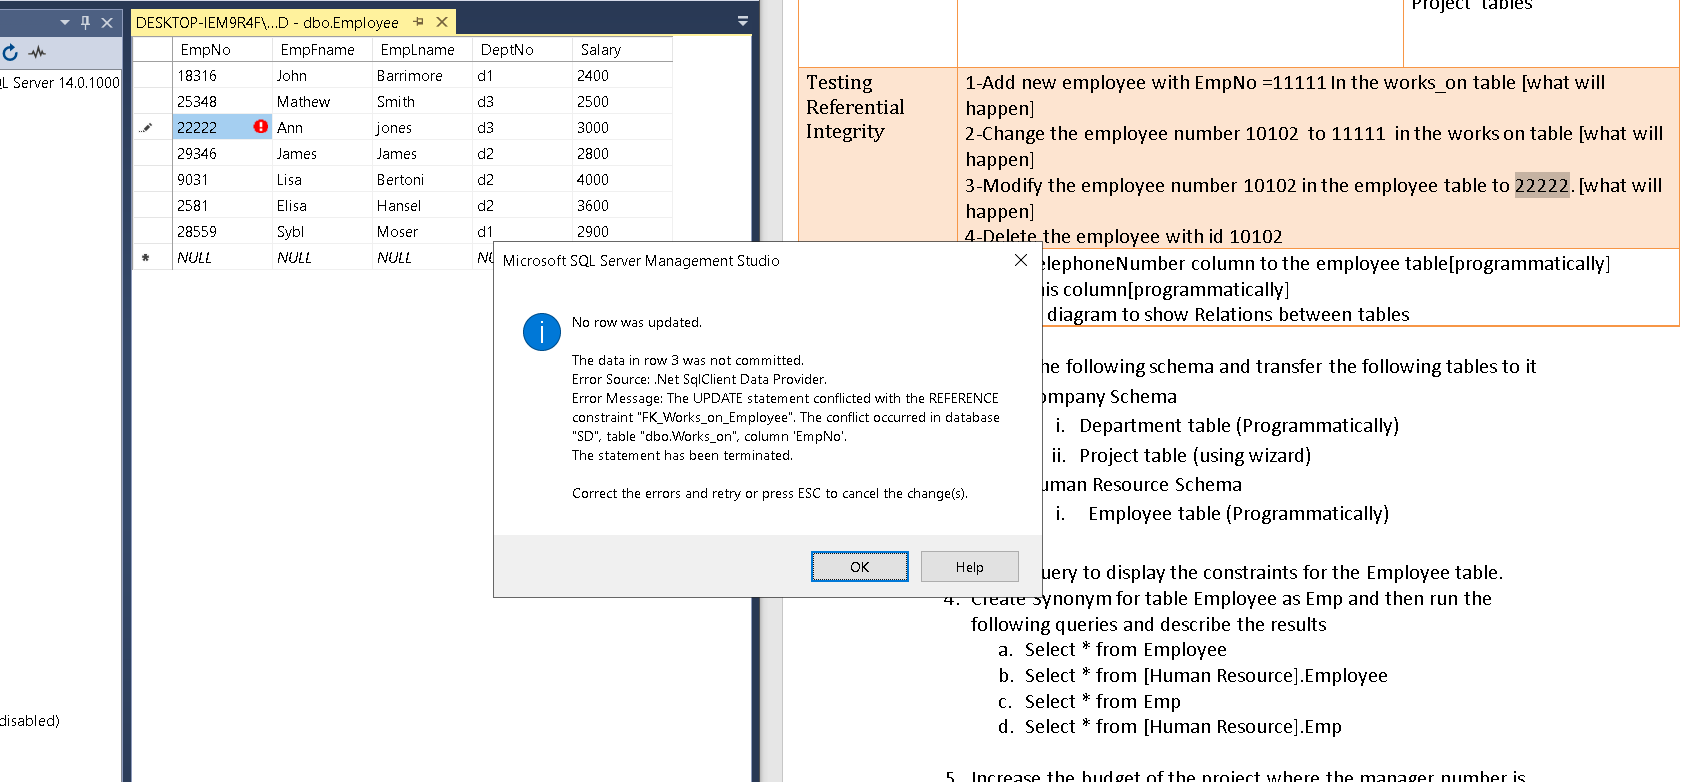 DESKTOP-IEM9R4F\...D - dbo.Employee
QL Server 14.0.1000
EmpNo EmpFname EmpLname DeptNo Salary
18316 John Barrimore d1 2400
25348 Mathew Smith d3 2500
22222 Ann jones d3 3000
29346 James James d2 2800
9031 Lisa Bertoni d2 4000
2581 Elisa Hansel d2 3600
28559 Sybl Moser d1 2900
* NULL NULL NULL NU
disabled)
Microsoft SQL Server Management Studio
No row was updated.
The data in row 3 was not committed.
Error Source: .Net SqlClient Data Provider.
Error Message: The UPDATE statement conflicted with the REFERENCE
constraint "FK_Works_on_Employee". The conflict occurred in database
"SD", table "dbo.Works_on", column 'EmpNo'.
The statement has been terminated.
Correct the errors and retry or press ESC to cancel the change(s).
OK Help
Project tables
Testing
Referential
Integrity
1-Add new employee with EmpNo =11111 In the works_on table [what will
happen]
2-Change the employee number 10102 to 11111 in the works on table [what will
happen]
3-Modify the employee number 10102 in the employee table to 22222. [what will
happen]
4-Delete the employee with id 10102
elephoneNumber column to the employee table[programmatically]
is column[programmatically]
diagram to show Relations between tables
he following schema and transfer the following tables to it
ompany Schema
i. Department table (Programmatically)
ii. Project table (using wizard)
uman Resource Schema
i. Employee table (Programmatically)
uery to display the constraints for the Employee table.
4. Create Synonym for table Employee as Emp and then run the
following queries and describe the results
a. Select * from Employee
b. Select * from [Human Resource].Employee
c. Select * from Emp
d. Select * from [Human Resource].Emp
5. Increase the budget of the project where the manager number is